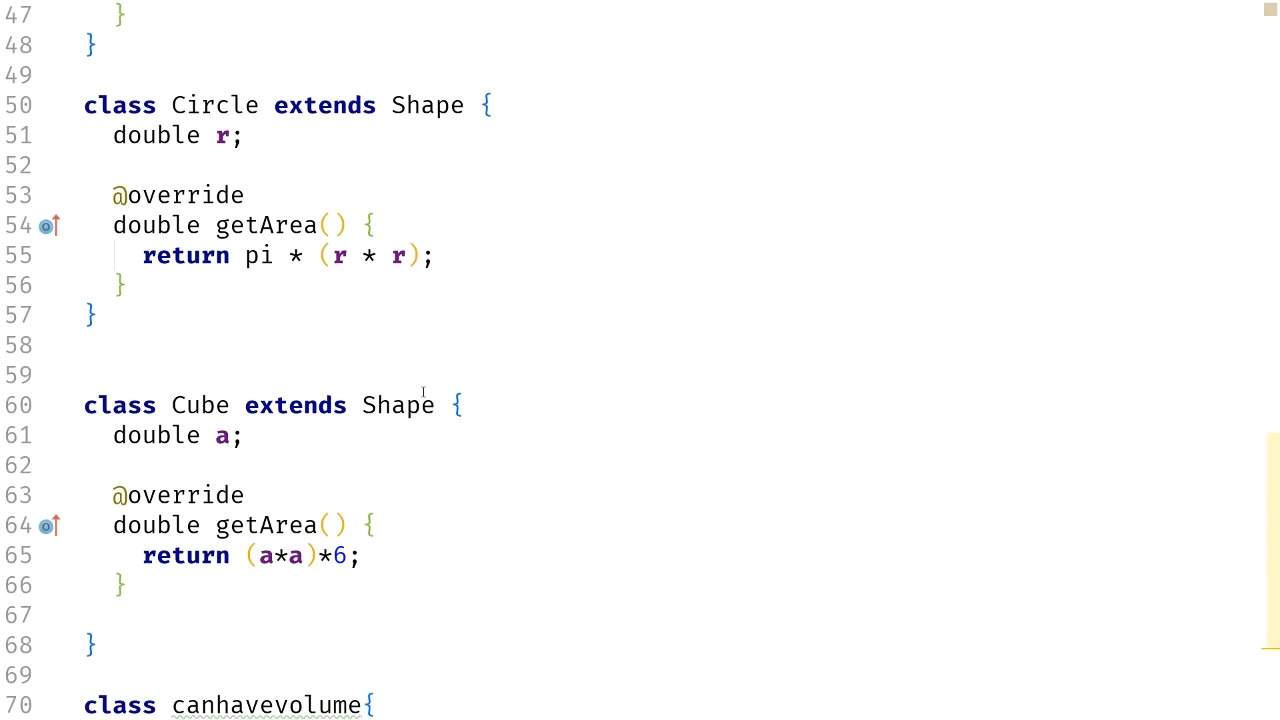 47 }
48 }
49
50 class Circle extends Shape {
51 double r;
52
53 @override
54 double getArea() {
55 return pi * (r * r);
56 }
57 }
58
59
60 class Cube extends Shape {
61 double a;
62
63 @override
64 double getArea() {
65 return (a*a)*6;
66 }
67
68 }
69
70 class canhavevolume{